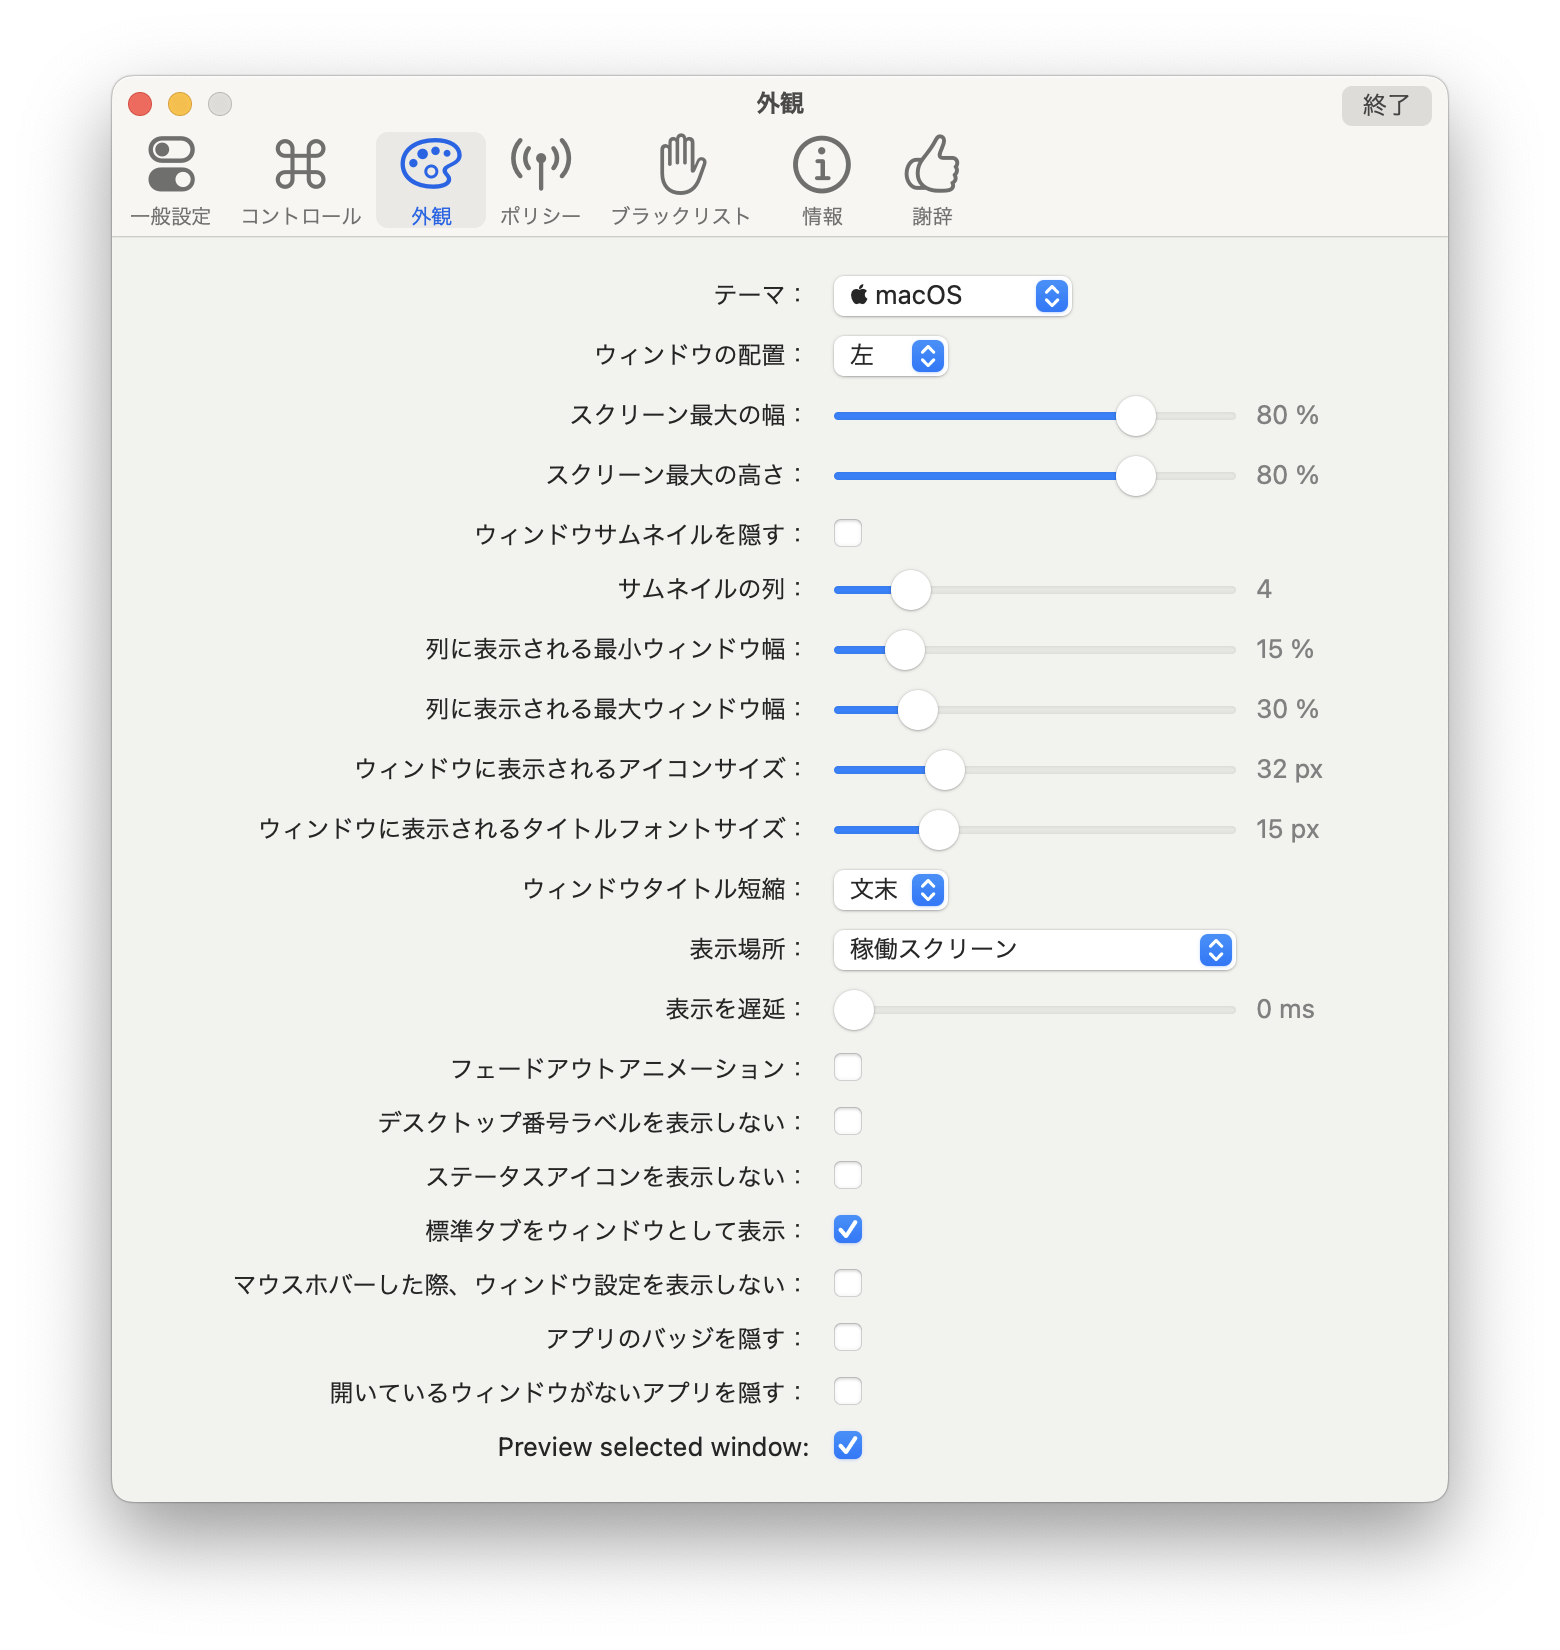 外観
終了
一般設定
コントロール
外観
ポリシー
ブラックリスト
情報
謝辞
テーマ： macOS
ウィンドウの配置： 左
スクリーン最大の幅： 80 %
スクリーン最大の高さ： 80 %
ウィンドウサムネイルを隠す：
サムネイルの列： 4
列に表示される最小ウィンドウ幅： 15 %
列に表示される最大ウィンドウ幅： 30 %
ウィンドウに表示されるアイコンサイズ： 32 px
ウィンドウに表示されるタイトルフォントサイズ： 15 px
ウィンドウタイトル短縮： 文末
表示場所： 稼働スクリーン
表示を遅延： 0 ms
フェードアウトアニメーション：
デスクトップ番号ラベルを表示しない：
ステータスアイコンを表示しない：
標準タブをウィンドウとして表示：
マウスホバーした際、ウィンドウ設定を表示しない：
アプリのバッジを隠す：
開いているウィンドウがないアプリを隠す：
Preview selected window: